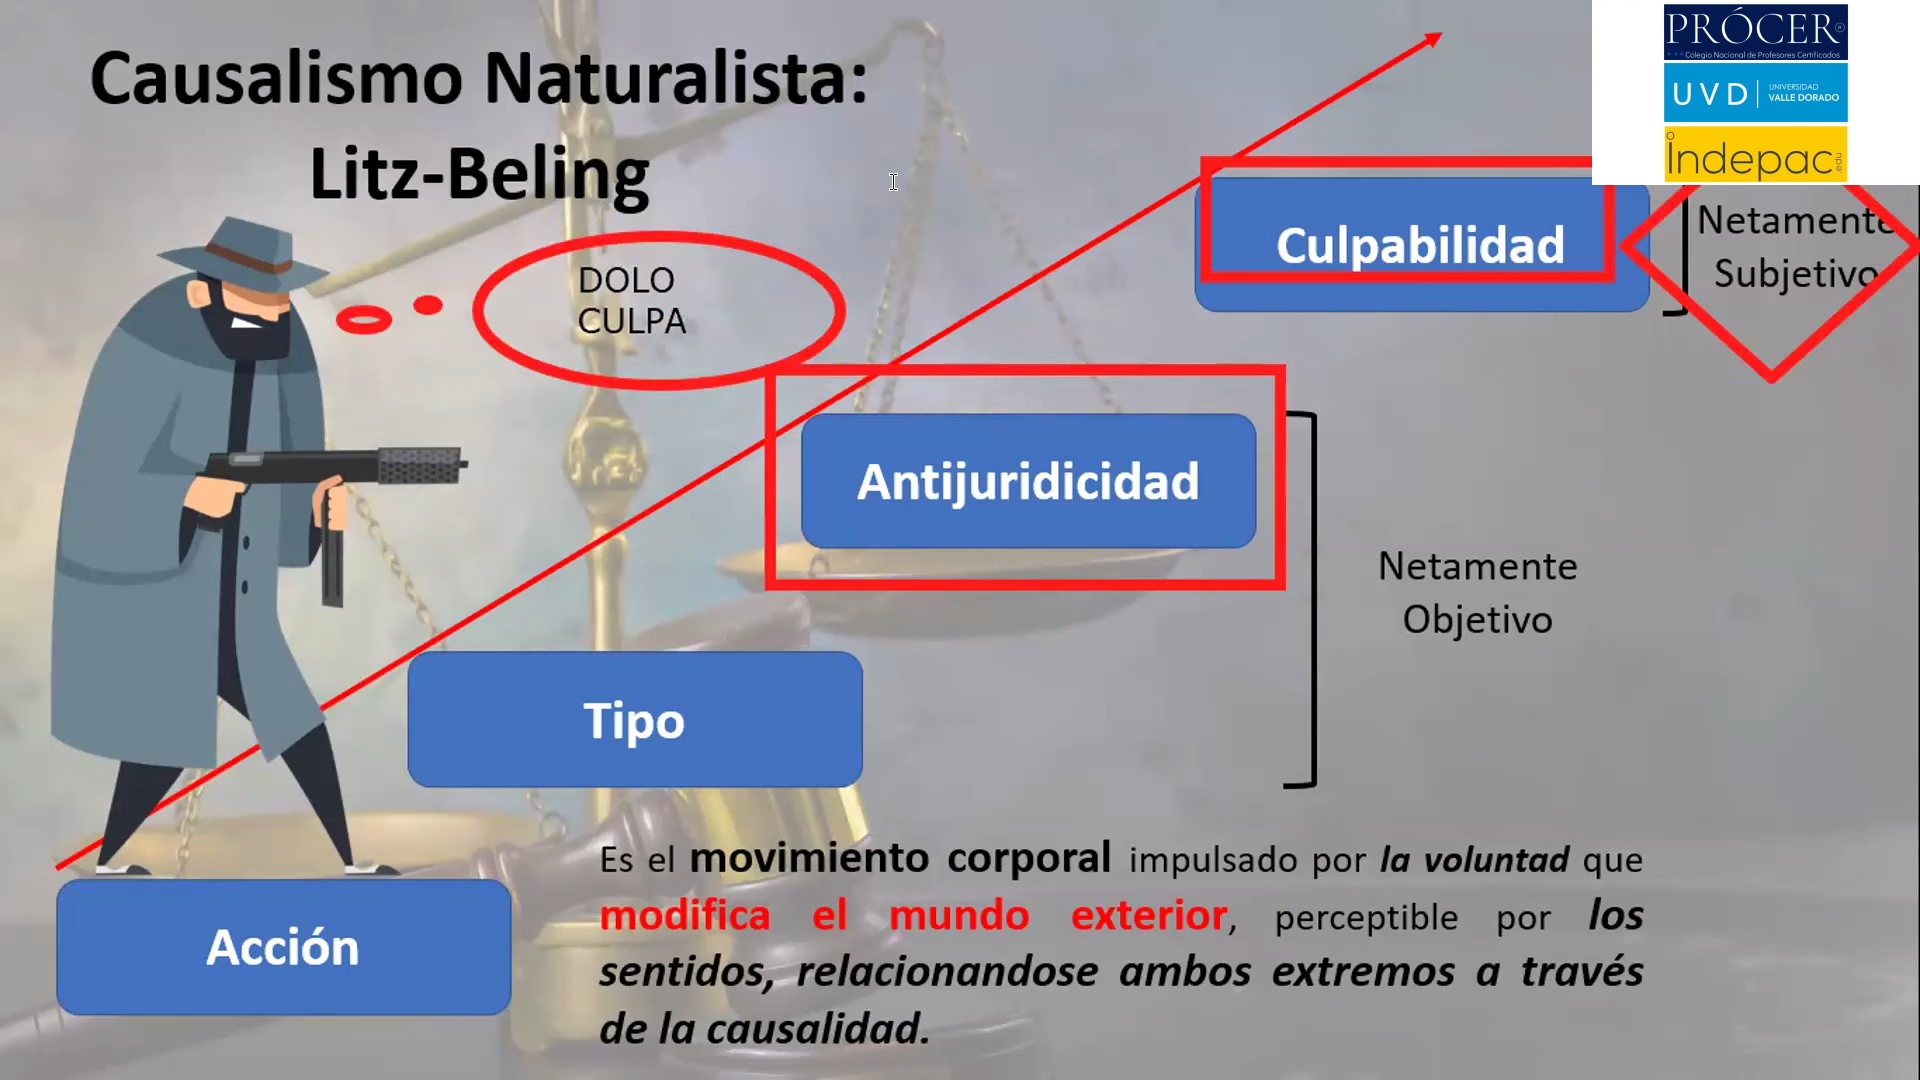 Causalismo Naturalista:
Litz-Beling
PRÓCER
Colegio Nacional de Profesores Certificados
UVD
UNIVERSIDAD
VALLE DORADO
Indepac
.edu
DOLO
CULPA
Culpabilidad
Netamente
Subjetivo
Antijuridicidad
Netamente
Objetivo
Tipo
Acción
Es el movimiento corporal impulsado por la voluntad que
modifica el mundo exterior, perceptible por los
sentidos, relacionandose ambos extremos a través
de la causalidad.